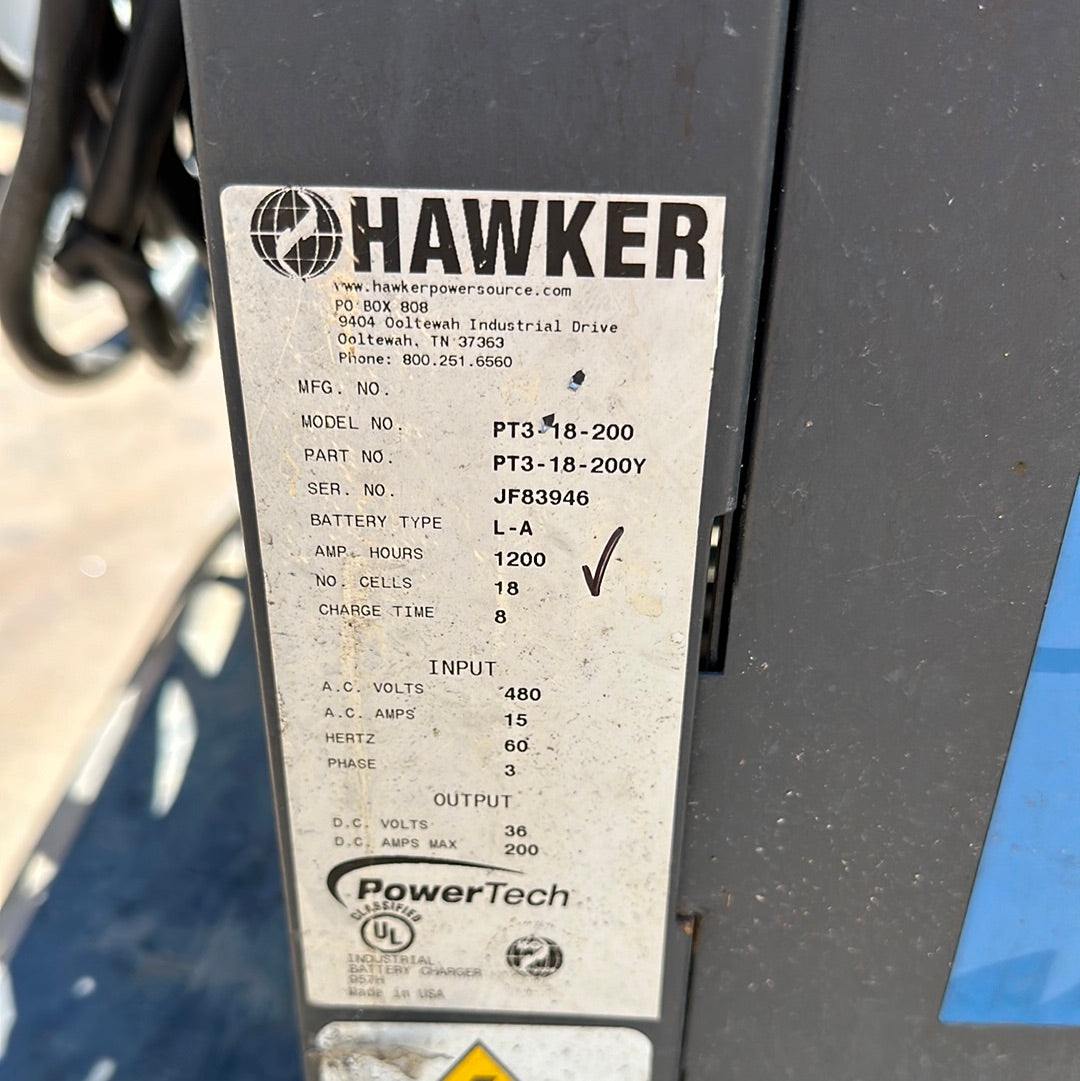 HAWKER
www.hawkerpowersource.com
PO BOX 808
9404 Ooltewah Industrial Drive
Ooltewah, TN 37363
Phone: 800.251.6560
MFG. NO.
MODEL NO. PT3-18-200
PART NO. PT3-18-200Y
SER. NO. JF83946
BATTERY TYPE L-A
AMP. HOURS 1200
NO. CELLS 18
CHARGE TIME 8
INPUT
A.C. VOLTS 480
A.C. AMPS 15
HERTZ 60
PHASE 3
OUTPUT
D.C. VOLTS 36
D.C. AMPS MAX 200
PowerTech
CLASSIFIED
UL
INDUSTRIAL
BATTERY CHARGER
957H
Made in USA